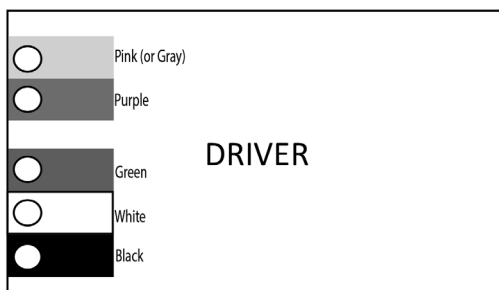 Pink (or Gray)
Purple
DRIVER
Green
White
Black